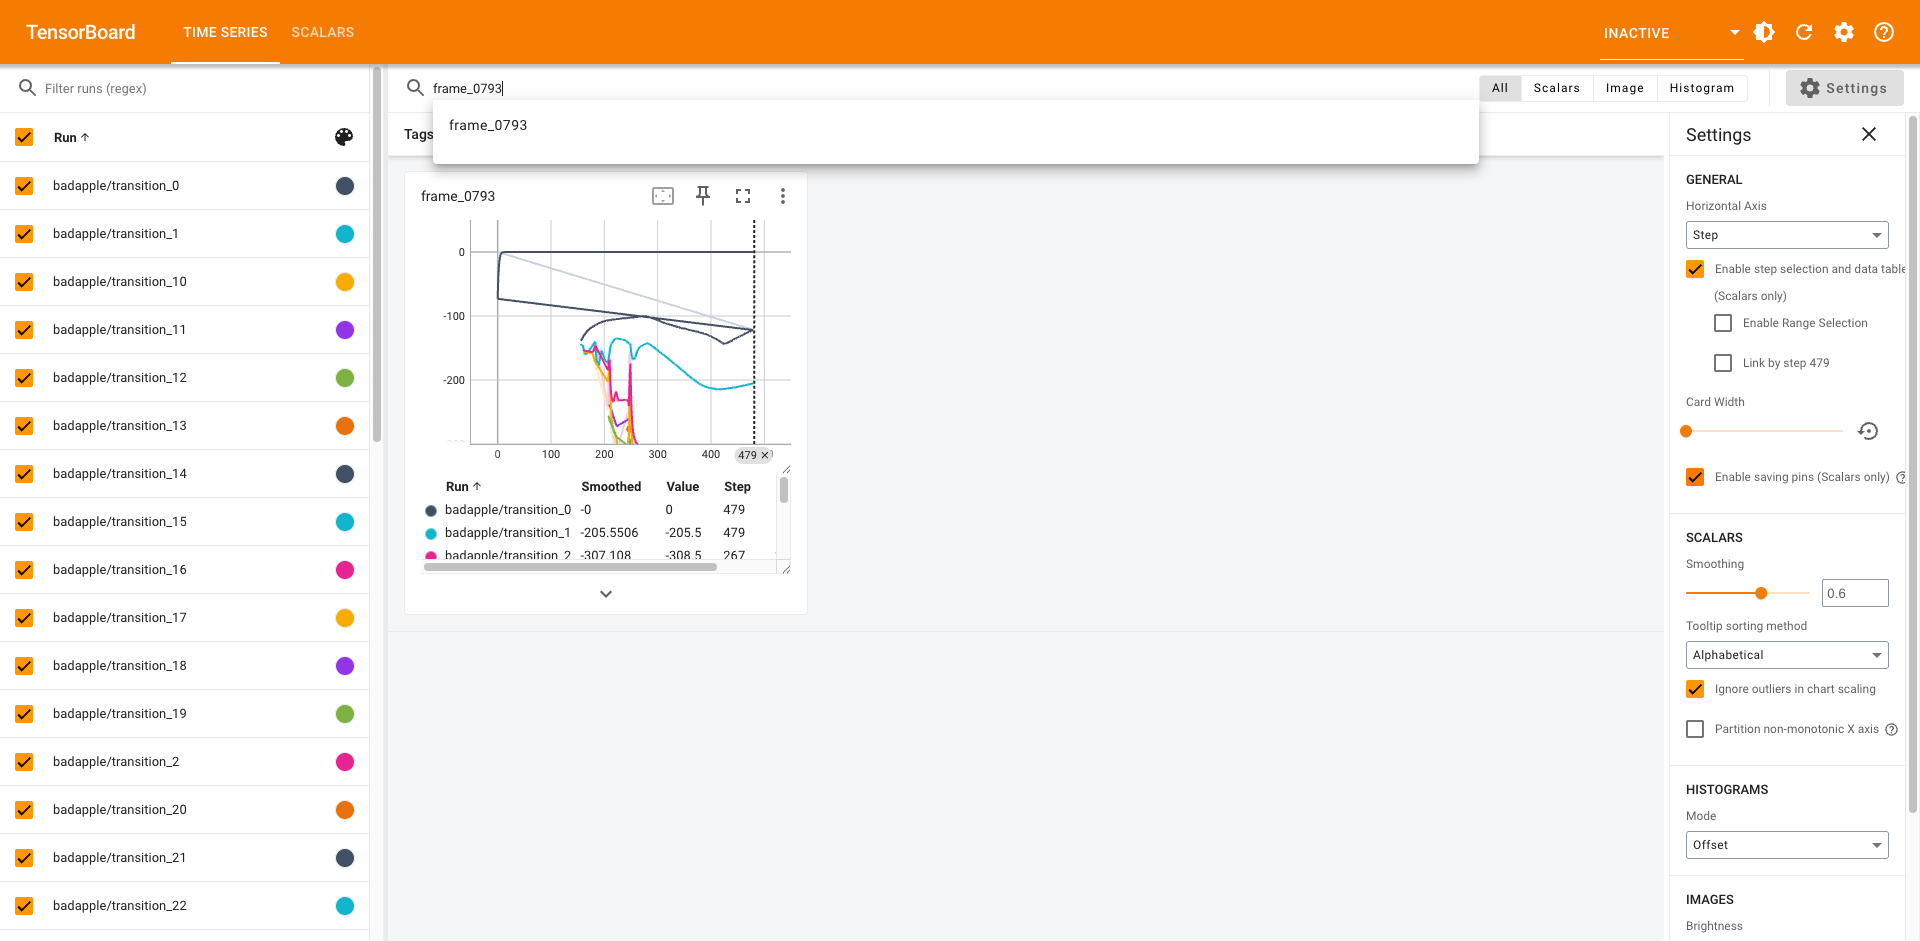 TensorBoard TIME SERIES SCALARS INACTIVE
Filter runs (regex)
Run
badapple/transition_0
badapple/transition_1
badapple/transition_10
badapple/transition_11
badapple/transition_12
badapple/transition_13
badapple/transition_14
badapple/transition_15
badapple/transition_16
badapple/transition_17
badapple/transition_18
badapple/transition_19
badapple/transition_2
badapple/transition_20
badapple/transition_21
badapple/transition_22
frame_0793
All Scalars Image Histogram Settings
frame_0793
Tags
frame_0793
0
-100
-200
0 100 200 300 400 479
Run Smoothed Value Step
badapple/transition_0 -0 0 479
badapple/transition_1 -205.5506 -205.5 479
badapple/transition_2 -307.108 -308.5 267
Settings
GENERAL
Horizontal Axis
Step
Enable step selection and data table
(Scalars only)
Enable Range Selection
Link by step 479
Card Width
Enable saving pins (Scalars only)
SCALARS
Smoothing
0.6
Tooltip sorting method
Alphabetical
Ignore outliers in chart scaling
Partition non-monotonic X axis
HISTOGRAMS
Mode
Offset
IMAGES
Brightness